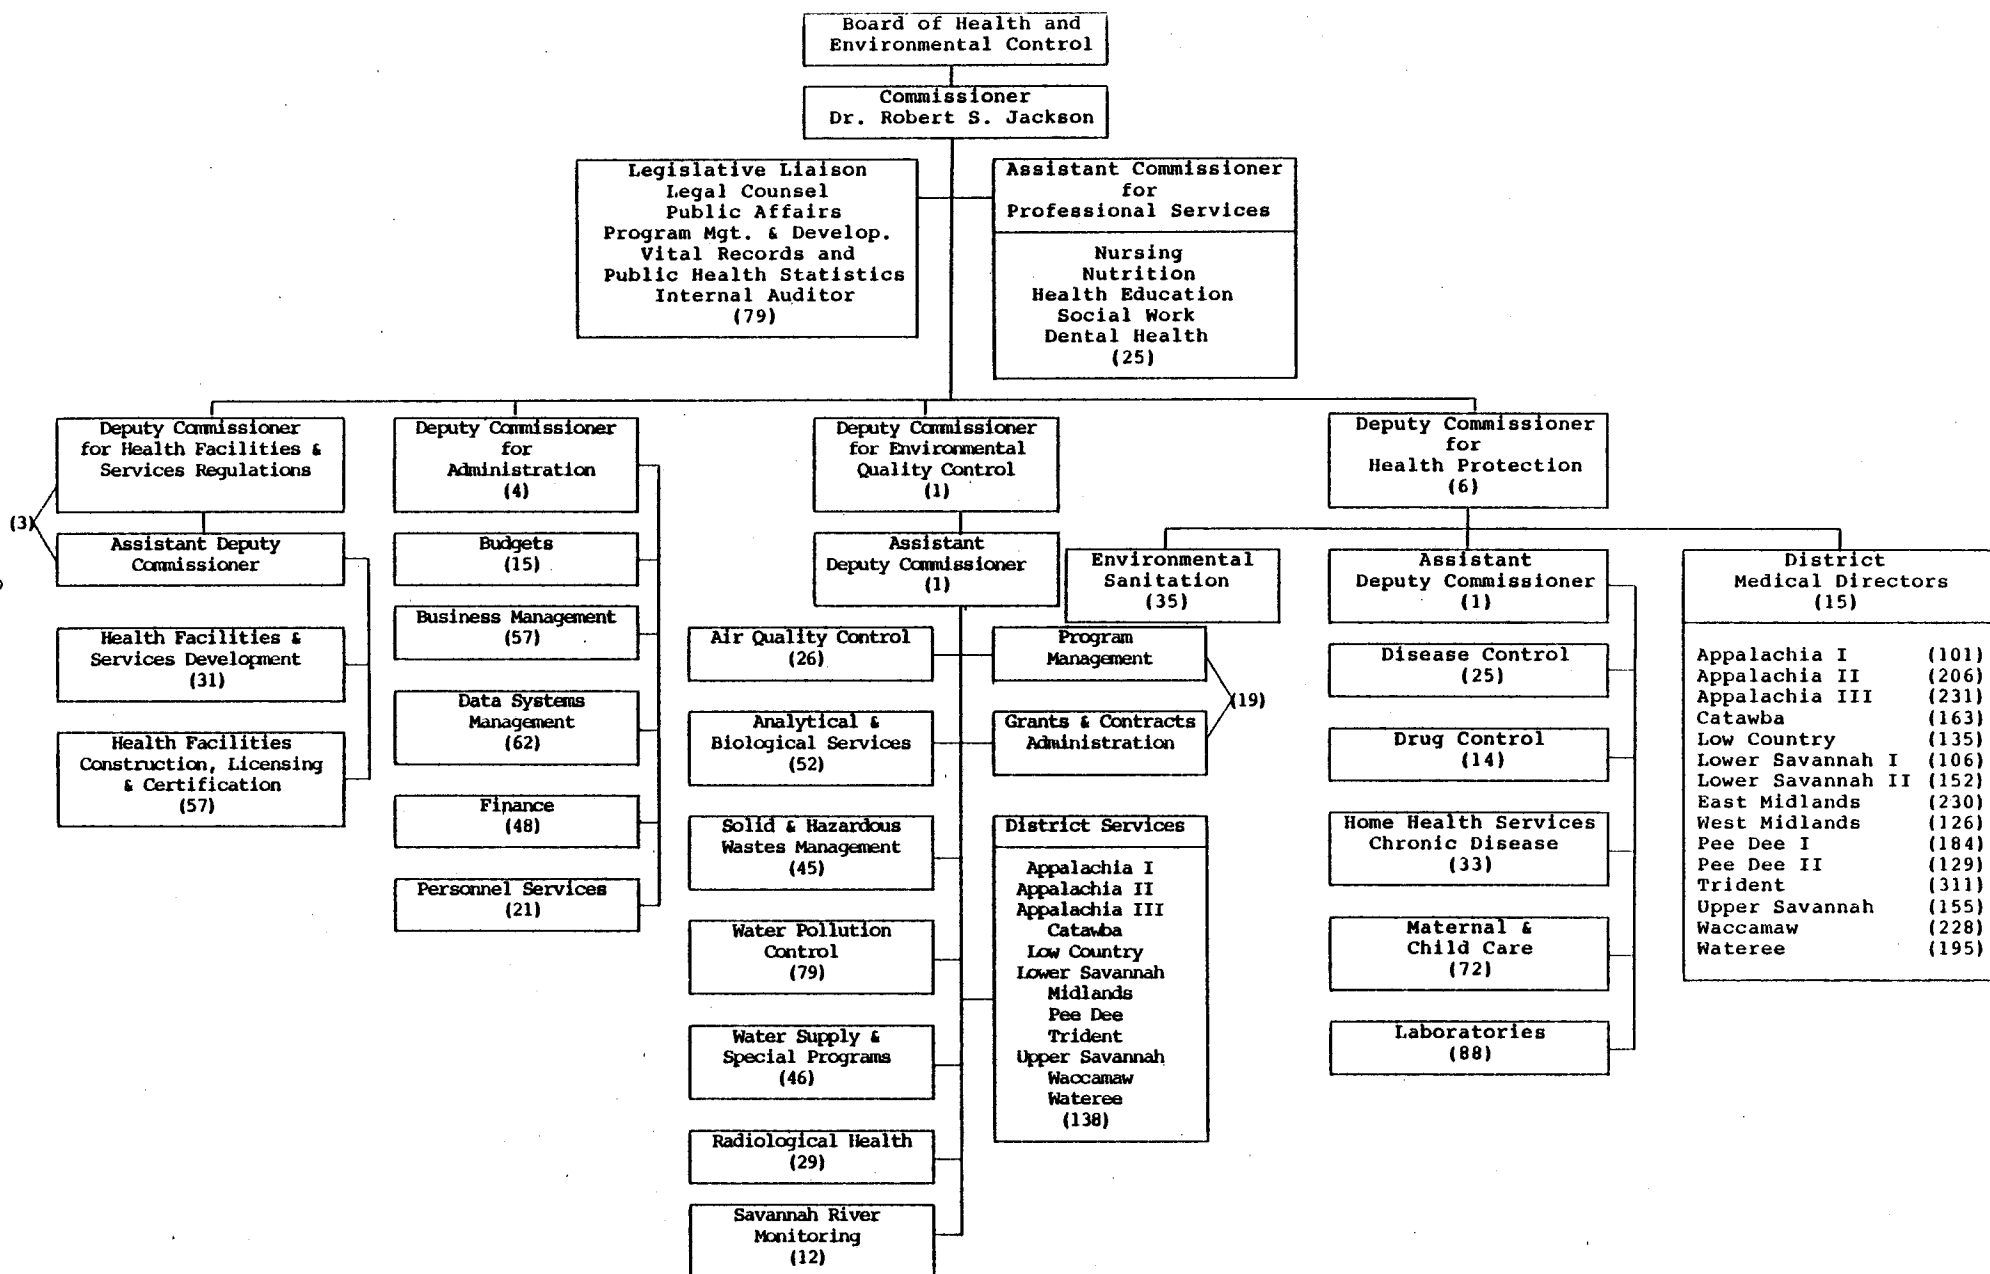 Board of Health and
Environmental Control
Commissioner
Dr. Robert S. Jackson
Legislative Liaison
Legal Counsel
Public Affairs
Program Mgt. & Develop.
Vital Records and
Public Health Statistics
Internal Auditor
(79)
Assistant Commissioner
for
Professional Services
Nursing
Nutrition
Health Education
Social Work
Dental Health
(25)
Deputy Commissioner
for Health Facilities &
Services Regulations
(3)
Assistant Deputy
Commissioner
Health Facilities &
Services Development
(31)
Health Facilities
Construction, Licensing
& Certification
(57)
Deputy Commissioner
for
Administration
(4)
Budgets
(15)
Business Management
(57)
Data Systems
Management
(62)
Finance
(48)
Personnel Services
(21)
Deputy Commissioner
for Environmental
Quality Control
(1)
Assistant
Deputy Commissioner
(1)
Air Quality Control
(26)
Analytical &
Biological Services
(52)
Solid & Hazardous
Wastes Management
(45)
Water Pollution
Control
(79)
Water Supply &
Special Programs
(46)
Radiological Health
(29)
Savannah River
Monitoring
(12)
Program
Management
(19)
Grants & Contracts
Administration
District Services
Appalachia I
Appalachia II
Appalachia III
Catawba
Low Country
Lower Savannah
Midlands
Pee Dee
Trident
Upper Savannah
Waccamaw
Wateree
(138)
Deputy Commissioner
for
Health Protection
(6)
Environmental
Sanitation
(35)
Assistant
Deputy Commissioner
(1)
Disease Control
(25)
Drug Control
(14)
Home Health Services
Chronic Disease
(33)
Maternal &
Child Care
(72)
Laboratories
(88)
District
Medical Directors
(15)
Appalachia I (101)
Appalachia II (206)
Appalachia III (231)
Catawba (163)
Low Country (135)
Lower Savannah I (106)
Lower Savannah II (152)
East Midlands (230)
West Midlands (126)
Pee Dee I (184)
Pee Dee II (129)
Trident (311)
Upper Savannah (155)
Waccamaw (228)
Wateree (195)